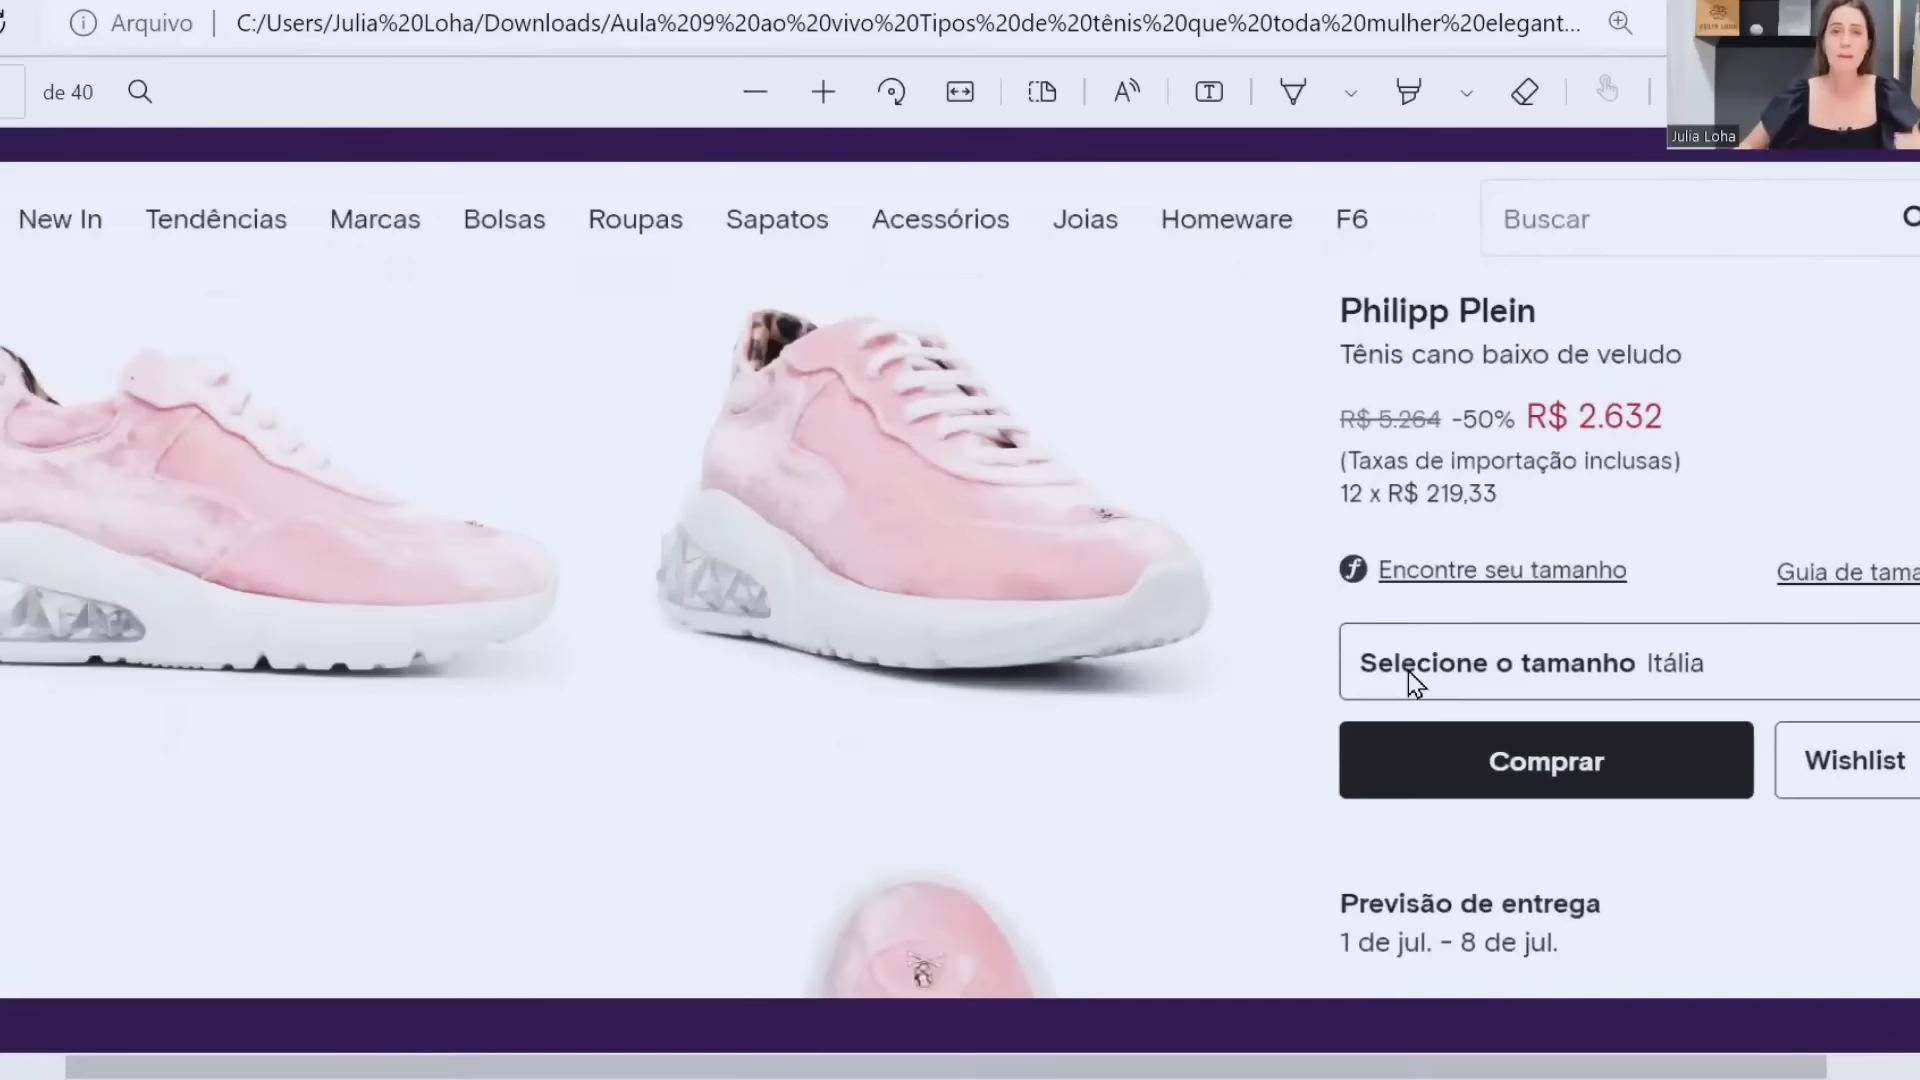 Arquivo | C:/Users/Julia%20Loha/Downloads/Aula%209%20ao%20vivo%20Tipos%20de%20tênis%20que%20toda%20mulher%20elegant...
de 40
Julia Loha
New In Tendências Marcas Bolsas Roupas Sapatos Acessórios Joias Homeware F6 Buscar
Philipp Plein
Tênis cano baixo de veludo
R$ 5.264 -50% R$ 2.632
(Taxas de importação inclusas)
12 x R$ 219,33
Encontre seu tamanho Guia de tama
Selecione o tamanho Itália
Comprar Wishlist
Previsão de entrega
1 de jul. - 8 de jul.